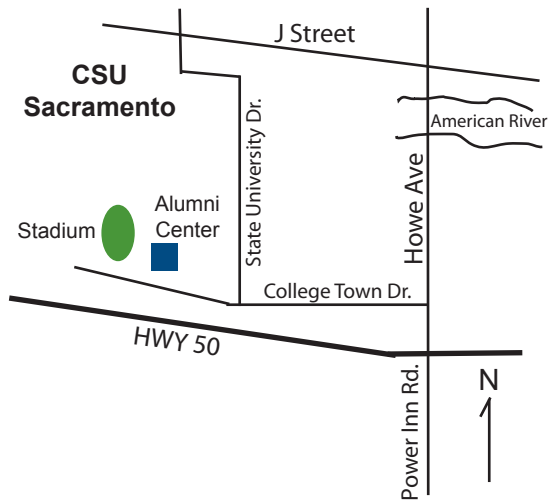 J Street
CSU
Sacramento
American River
State University Dr.
Howe Ave
Alumni
Center
Stadium
College Town Dr.
HWY 50
Power Inn Rd.
N